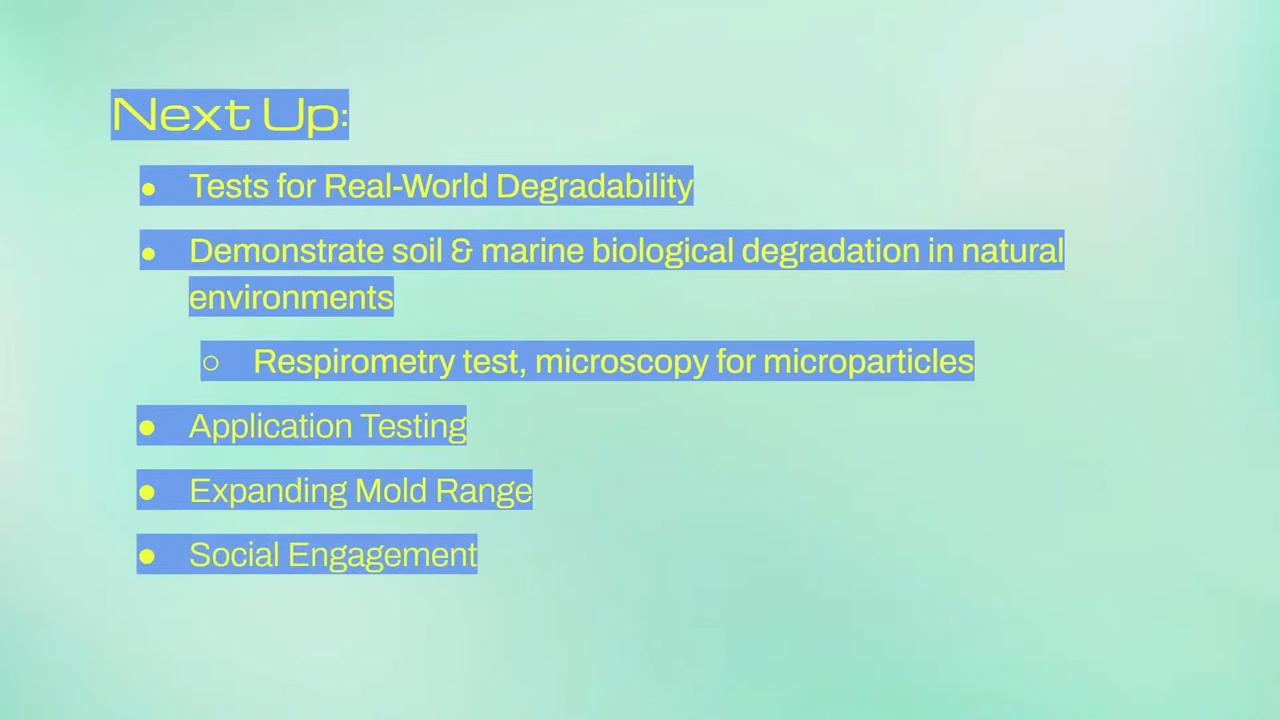 Next Up:
● Tests for Real-World Degradability
● Demonstrate soil & marine biological degradation in natural
environments
○ Respirometry test, microscopy for microparticles
● Application Testing
● Expanding Mold Range
● Social Engagement